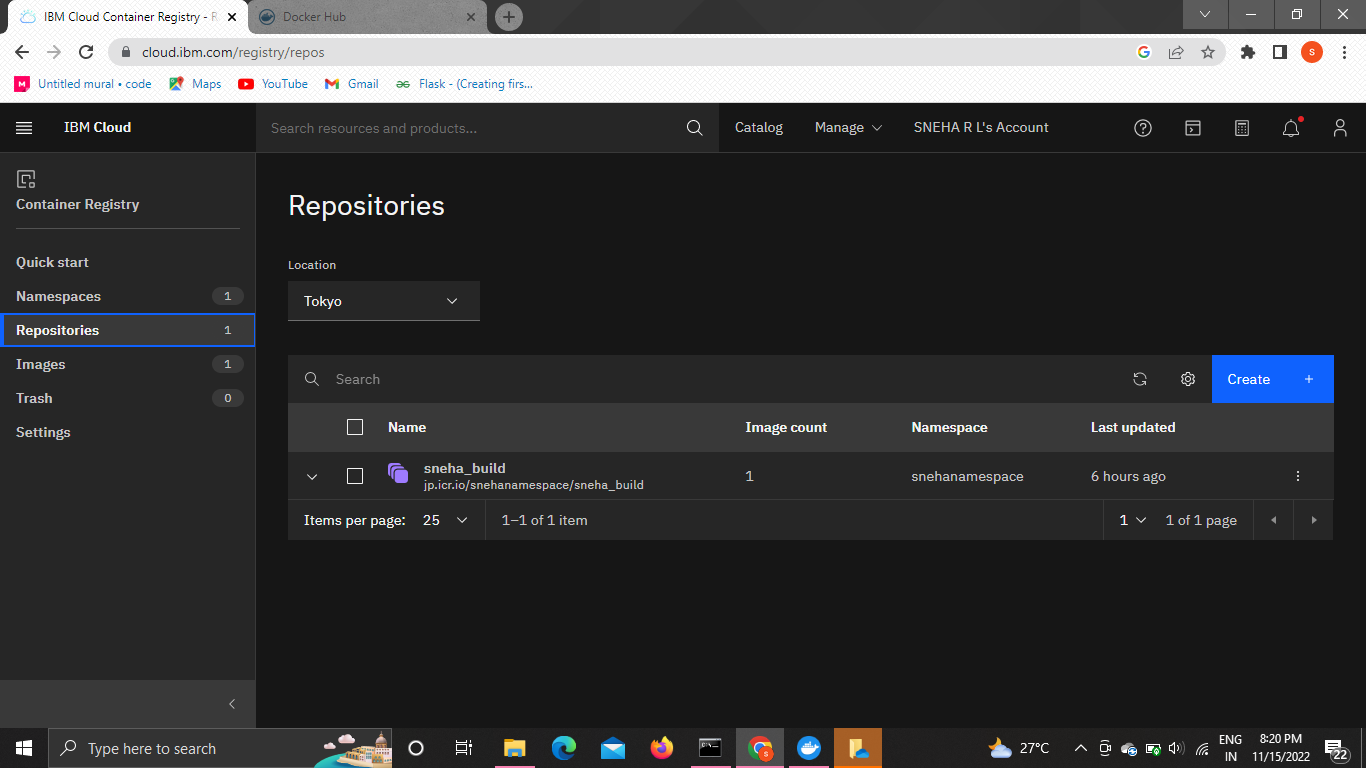 IBM Cloud Container Registry - R
Docker Hub
cloud.ibm.com/registry/repos
S
M
Untitled mural • code
Maps
YouTube
Gmail
Flask - (Creating firs...
IBM Cloud
Search resources and products...
Catalog
Manage
SNEHA R L's Account
Container Registry
Quick start
Namespaces 1
Repositories 1
Images 1
Trash 0
Settings
Repositories
Location
Tokyo
Search
Create +
Name Image count Namespace Last updated
sneha_build
jp.icr.io/snehanamespace/sneha_build
1 snehanamespace 6 hours ago
Items per page: 25 1–1 of 1 item 1 1 of 1 page
Type here to search
S
27°C
ENG
IN
8:20 PM
11/15/2022
22